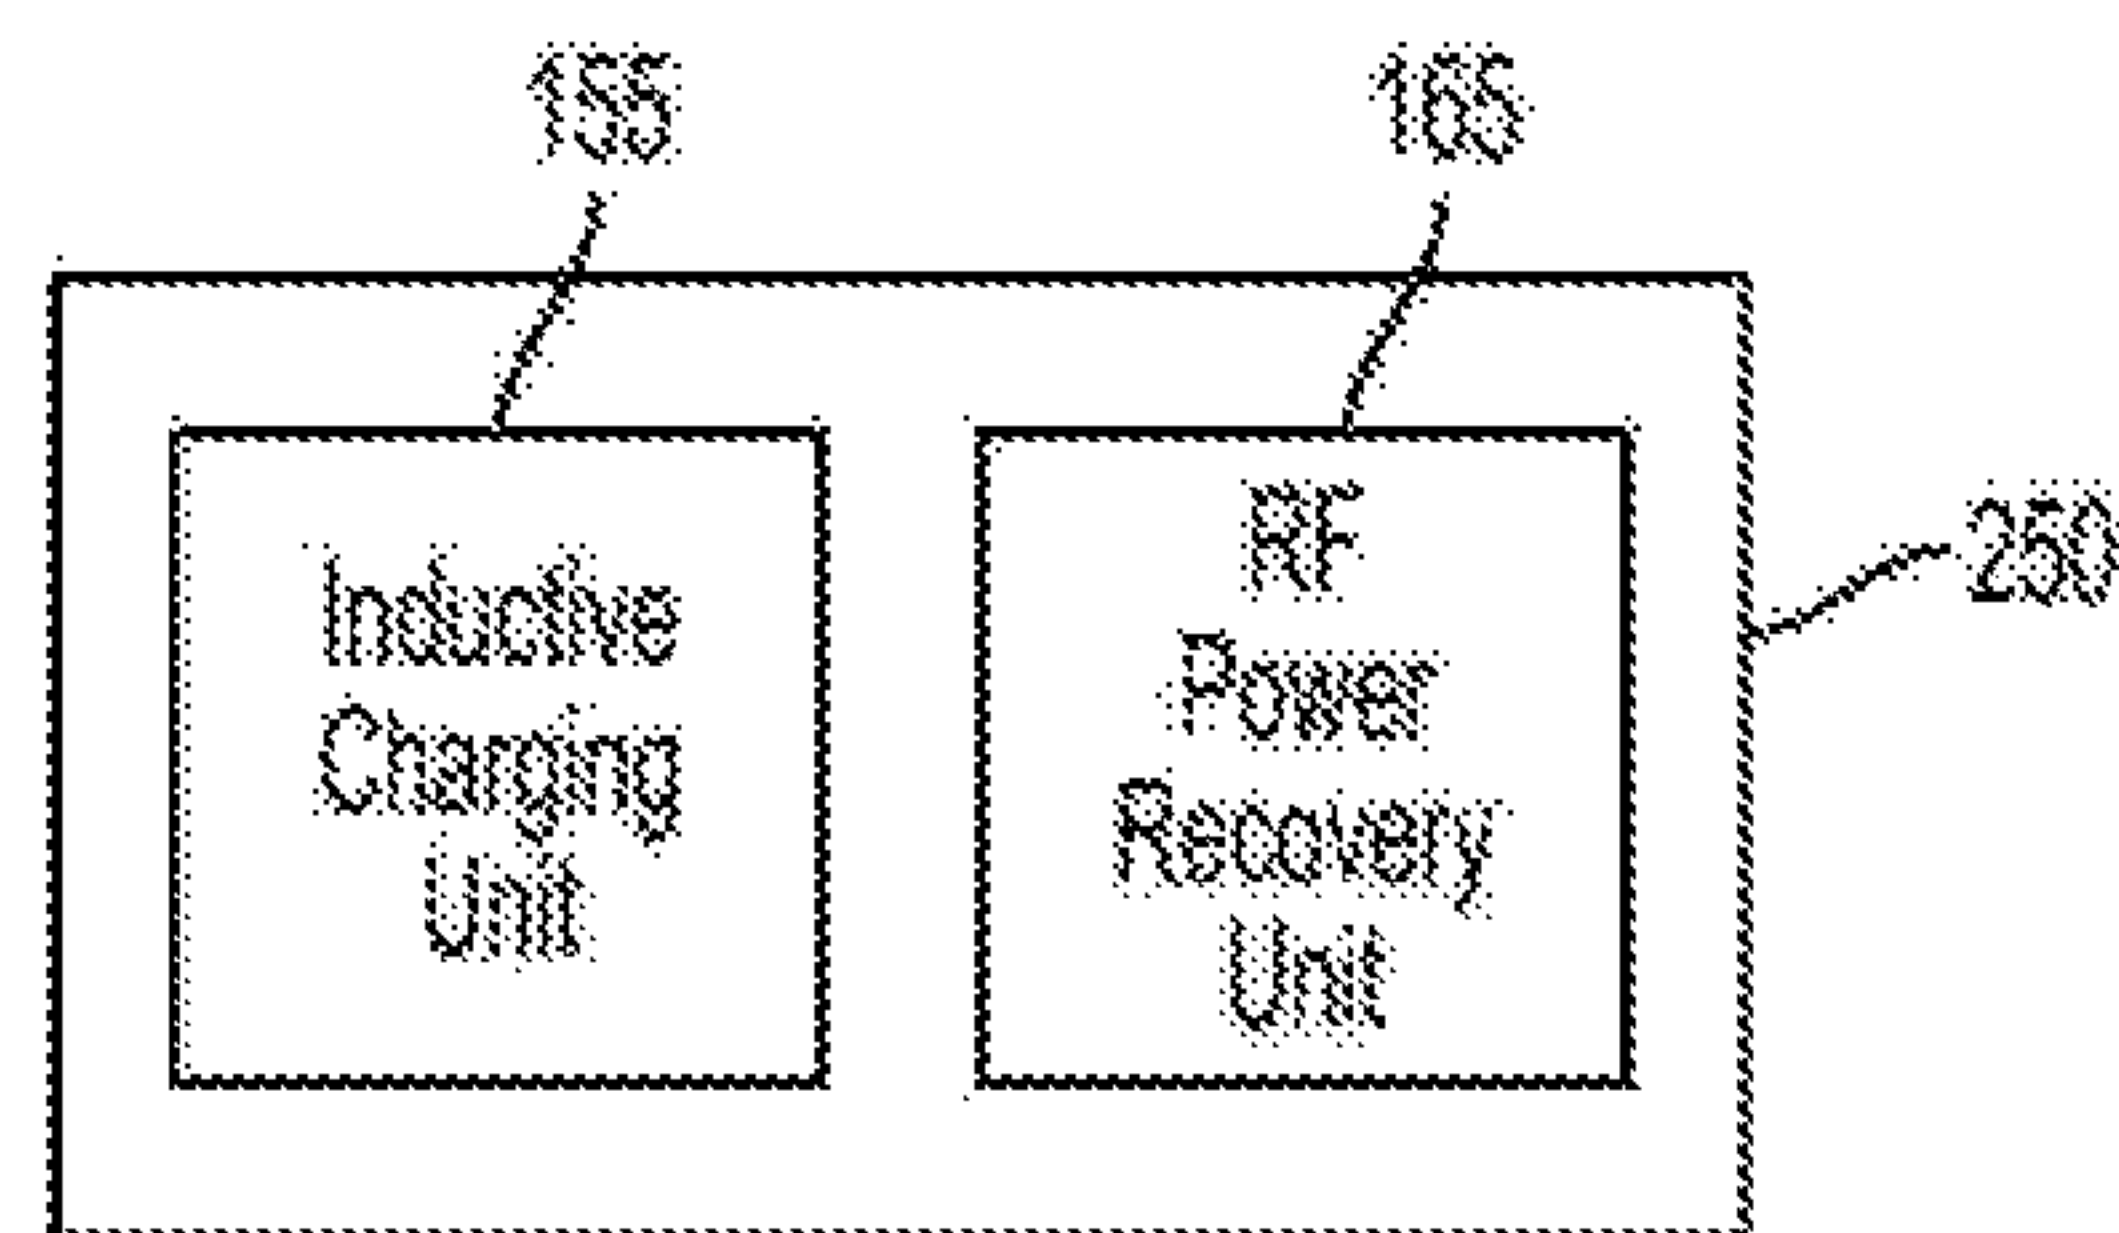 155
165
Inductive
Charging
Unit
RF
Power
Recovery
Unit
250